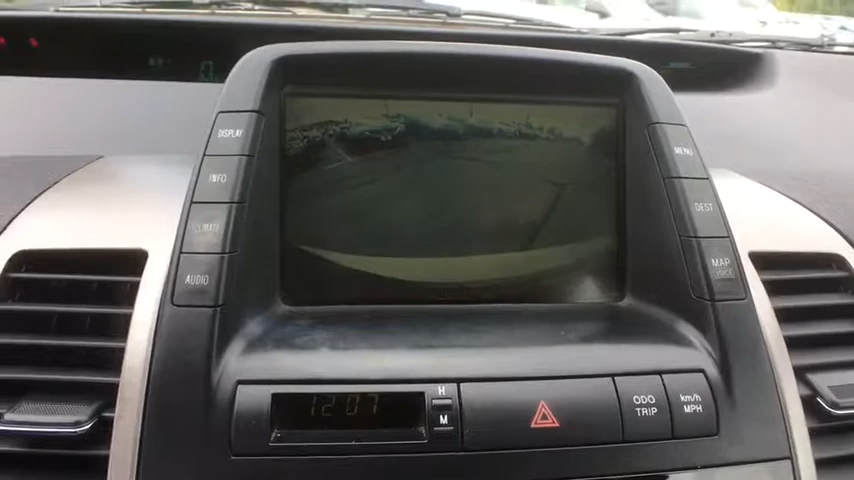 DISPLAY
INFO
CLIMATE
AUDIO
MENU
DEST
MAP
VOICE
12:07
H
M
ODO
TRIP
km/h
MPH